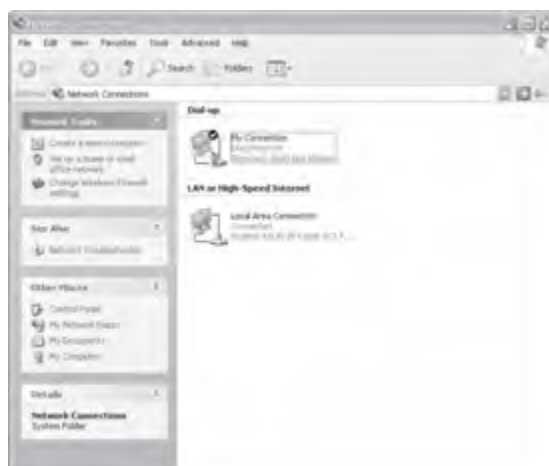 File Edit View Favorites Tools Advanced Help
Search Folders
Network Connections
Network Tasks
Create a new connection
Set up a home or small
office network
Change Windows Firewall
settings
See Also
Network Troubleshooter
Other Places
Control Panel
My Network Places
My Documents
My Computer
Details
Network Connections
System Folder
Dial-up
My Connection
LAN or High-Speed Internet
Local Area Connection
Connected